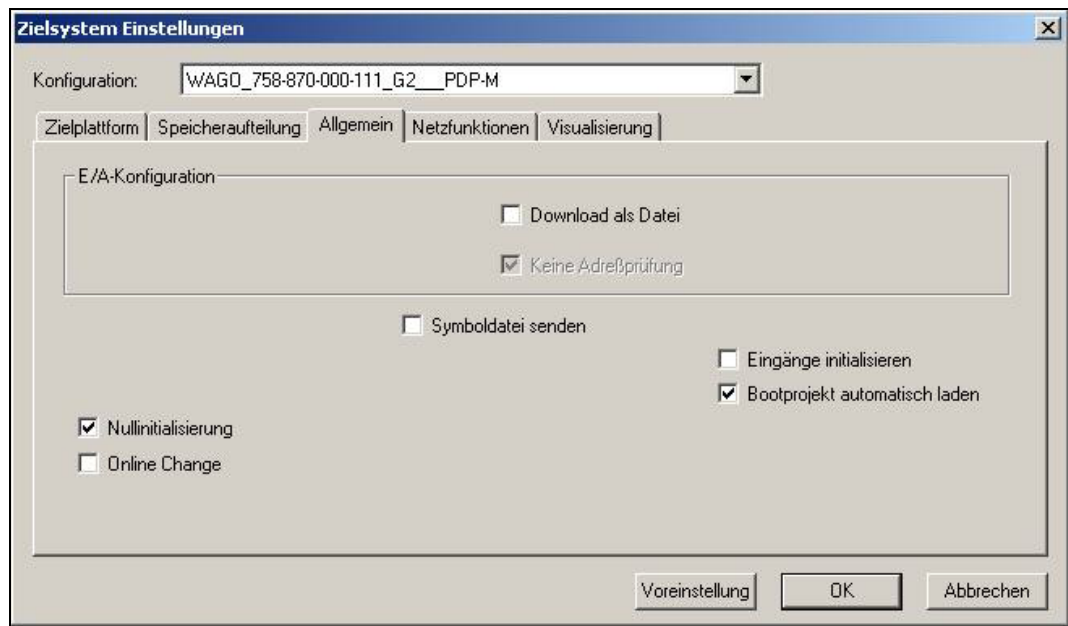 Zielsystem Einstellungen
Konfiguration: WAGO_758-870-000-111_G2___PDP-M
Zielplattform Speicheraufteilung Allgemein Netzfunktionen Visualisierung
E/A-Konfiguration
Download als Datei
Keine Adreßprüfung
Symboldatei senden
Eingänge initialisieren
Bootprojekt automatisch laden
Nullinitialisierung
Online Change
Voreinstellung OK Abbrechen